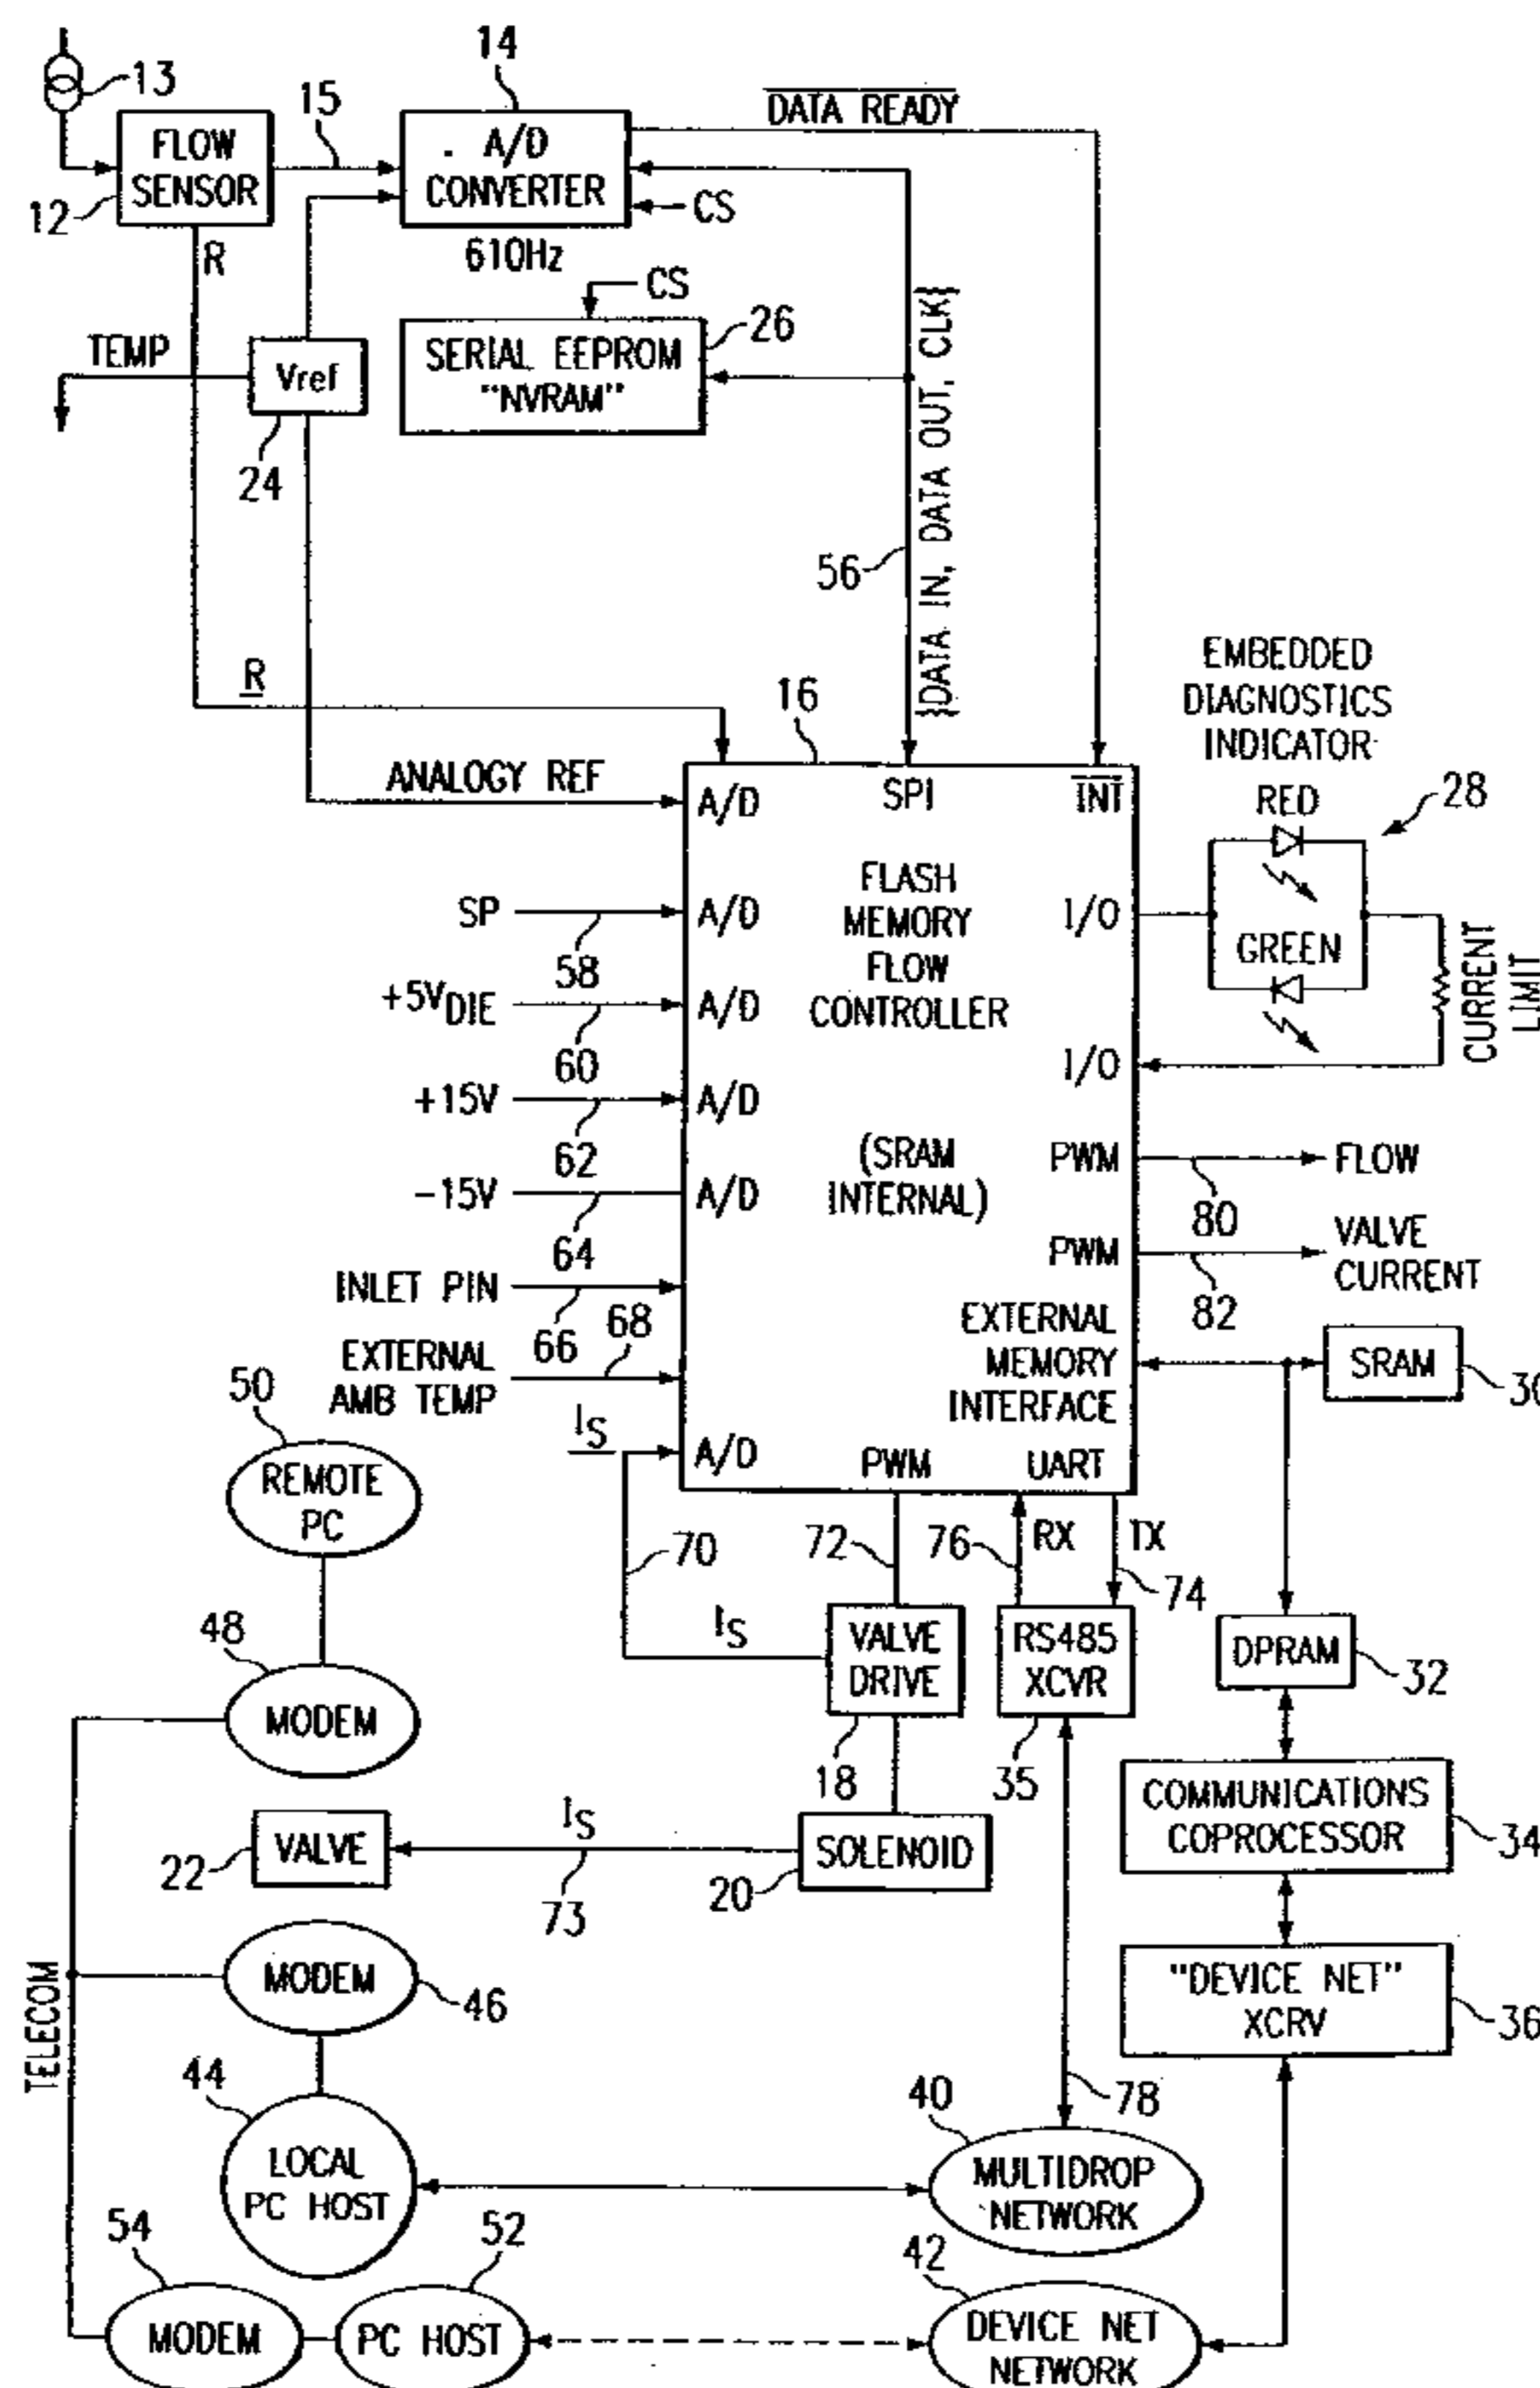 14
13
15
DATA READY
FLOW
SENSOR
. A/D
CONVERTER
12
CS
R
610Hz
CS
TEMP
Vref
SERIAL EEPROM
"NVRAM"
26
24
{DATA IN, DATA OUT, CLK}
56
R
16
EMBEDDED
DIAGNOSTICS
INDICATOR
ANALOGY REF
A/D
SPI
INT
RED
28
FLASH
MEMORY
FLOW
CONTROLLER
SP
58
A/D
I/O
GREEN
CURRENT
LIMIT
+5VDIE
60
A/D
I/O
+15V
62
A/D
(SRAM
INTERNAL)
PWM
80
FLOW
-15V
64
A/D
PWM
82
VALVE
CURRENT
INLET PIN
66
EXTERNAL
AMB TEMP
68
EXTERNAL
MEMORY
INTERFACE
SRAM
50
REMOTE
PC
IS
A/D
PWM
UART
70
72
76
RX
TX
74
48
MODEM
IS
VALVE
DRIVE
RS485
XCVR
DPRAM
32
18
35
22
VALVE
IS
73
20
SOLENOID
COMMUNICATIONS
COPROCESSOR
34
TELECOM
MODEM
46
"DEVICE NET"
XCRV
36
44
40
78
LOCAL
PC HOST
MULTIDROP
NETWORK
54
52
42
MODEM
PC HOST
DEVICE NET
NETWORK